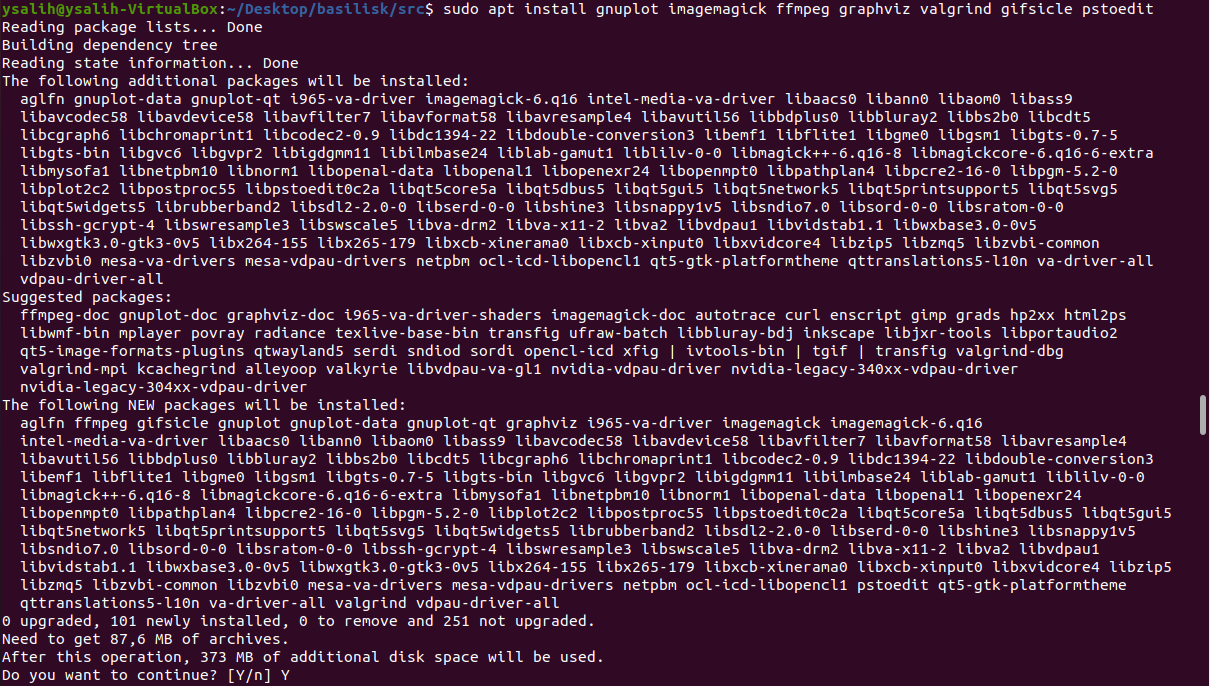 ysalih@ysalih-VirtualBox:~/Desktop/basilisk/src$ sudo apt install gnuplot imagemagick ffmpeg graphviz valgrind gifsicle pstoedit
Reading package lists... Done
Building dependency tree
Reading state information... Done
The following additional packages will be installed:
  aglfn gnuplot-data gnuplot-qt i965-va-driver imagemagick-6.q16 intel-media-va-driver libaacs0 libann0 libaom0 libass9
  libavcodec58 libavdevice58 libavfilter7 libavformat58 libavresample4 libavutil56 libbdplus0 libbluray2 libbs2b0 libcdt5
  libcgraph6 libchromaprint1 libcodec2-0.9 libdc1394-22 libdouble-conversion3 libemf1 libflite1 libgme0 libgsm1 libgts-0.7-5
  libgts-bin libgvc6 libgvpr2 libigdgmm11 libilmbase24 liblab-gamut1 liblilv-0-0 libmagick++-6.q16-8 libmagickcore-6.q16-6-extra
  libmysofa1 libnetpbm10 libnorm1 libopenal-data libopenal1 libopenexr24 libopenmpt0 libpathplan4 libpcre2-16-0 libpgm-5.2-0
  libplot2c2 libpostproc55 libpstoedit0c2a libqt5core5a libqt5dbus5 libqt5gui5 libqt5network5 libqt5printsupport5 libqt5svg5
  libqt5widgets5 librubberband2 libsdl2-2.0-0 libserd-0-0 libshine3 libsnappy1v5 libsndio7.0 libsord-0-0 libsratom-0-0
  libssh-gcrypt-4 libswresample3 libswscale5 libva-drm2 libva-x11-2 libva2 libvdpau1 libvidstab1.1 libwxbase3.0-0v5
  libwxgtk3.0-gtk3-0v5 libx264-155 libx265-179 libxcb-xinerama0 libxcb-xinput0 libxvidcore4 libzip5 libzmq5 libzvbi-common
  libzvbi0 mesa-va-drivers mesa-vdpau-drivers netpbm ocl-icd-libopencl1 qt5-gtk-platformtheme qttranslations5-l10n va-driver-all
  vdpau-driver-all
Suggested packages:
  ffmpeg-doc gnuplot-doc graphviz-doc i965-va-driver-shaders imagemagick-doc autotrace curl enscript gimp grads hp2xx html2ps
  libwmf-bin mplayer povray radiance texlive-base-bin transfig ufraw-batch libbluray-bdj inkscape libjxr-tools libportaudio2
  qt5-image-formats-plugins qtwayland5 serdi sndiod sordi opencl-icd xfig | ivtools-bin | tgif | transfig valgrind-dbg
  valgrind-mpi kcachegrind alleyoop valkyrie libvdpau-va-gl1 nvidia-vdpau-driver nvidia-legacy-340xx-vdpau-driver
  nvidia-legacy-304xx-vdpau-driver
The following NEW packages will be installed:
  aglfn ffmpeg gifsicle gnuplot gnuplot-data gnuplot-qt graphviz i965-va-driver imagemagick imagemagick-6.q16
  intel-media-va-driver libaacs0 libann0 libaom0 libass9 libavcodec58 libavdevice58 libavfilter7 libavformat58 libavresample4
  libavutil56 libbdplus0 libbluray2 libbs2b0 libcdt5 libcgraph6 libchromaprint1 libcodec2-0.9 libdc1394-22 libdouble-conversion3
  libemf1 libflite1 libgme0 libgsm1 libgts-0.7-5 libgts-bin libgvc6 libgvpr2 libigdgmm11 libilmbase24 liblab-gamut1 liblilv-0-0
  libmagick++-6.q16-8 libmagickcore-6.q16-6-extra libmysofa1 libnetpbm10 libnorm1 libopenal-data libopenal1 libopenexr24
  libopenmpt0 libpathplan4 libpcre2-16-0 libpgm-5.2-0 libplot2c2 libpostproc55 libpstoedit0c2a libqt5core5a libqt5dbus5 libqt5gui5
  libqt5network5 libqt5printsupport5 libqt5svg5 libqt5widgets5 librubberband2 libsdl2-2.0-0 libserd-0-0 libshine3 libsnappy1v5
  libsndio7.0 libsord-0-0 libsratom-0-0 libssh-gcrypt-4 libswresample3 libswscale5 libva-drm2 libva-x11-2 libva2 libvdpau1
  libvidstab1.1 libwxbase3.0-0v5 libwxgtk3.0-gtk3-0v5 libx264-155 libx265-179 libxcb-xinerama0 libxcb-xinput0 libxvidcore4 libzip5
  libzmq5 libzvbi-common libzvbi0 mesa-va-drivers mesa-vdpau-drivers netpbm ocl-icd-libopencl1 pstoedit qt5-gtk-platformtheme
  qttranslations5-l10n va-driver-all valgrind vdpau-driver-all
0 upgraded, 101 newly installed, 0 to remove and 251 not upgraded.
Need to get 87,6 MB of archives.
After this operation, 373 MB of additional disk space will be used.
Do you want to continue? [Y/n] Y